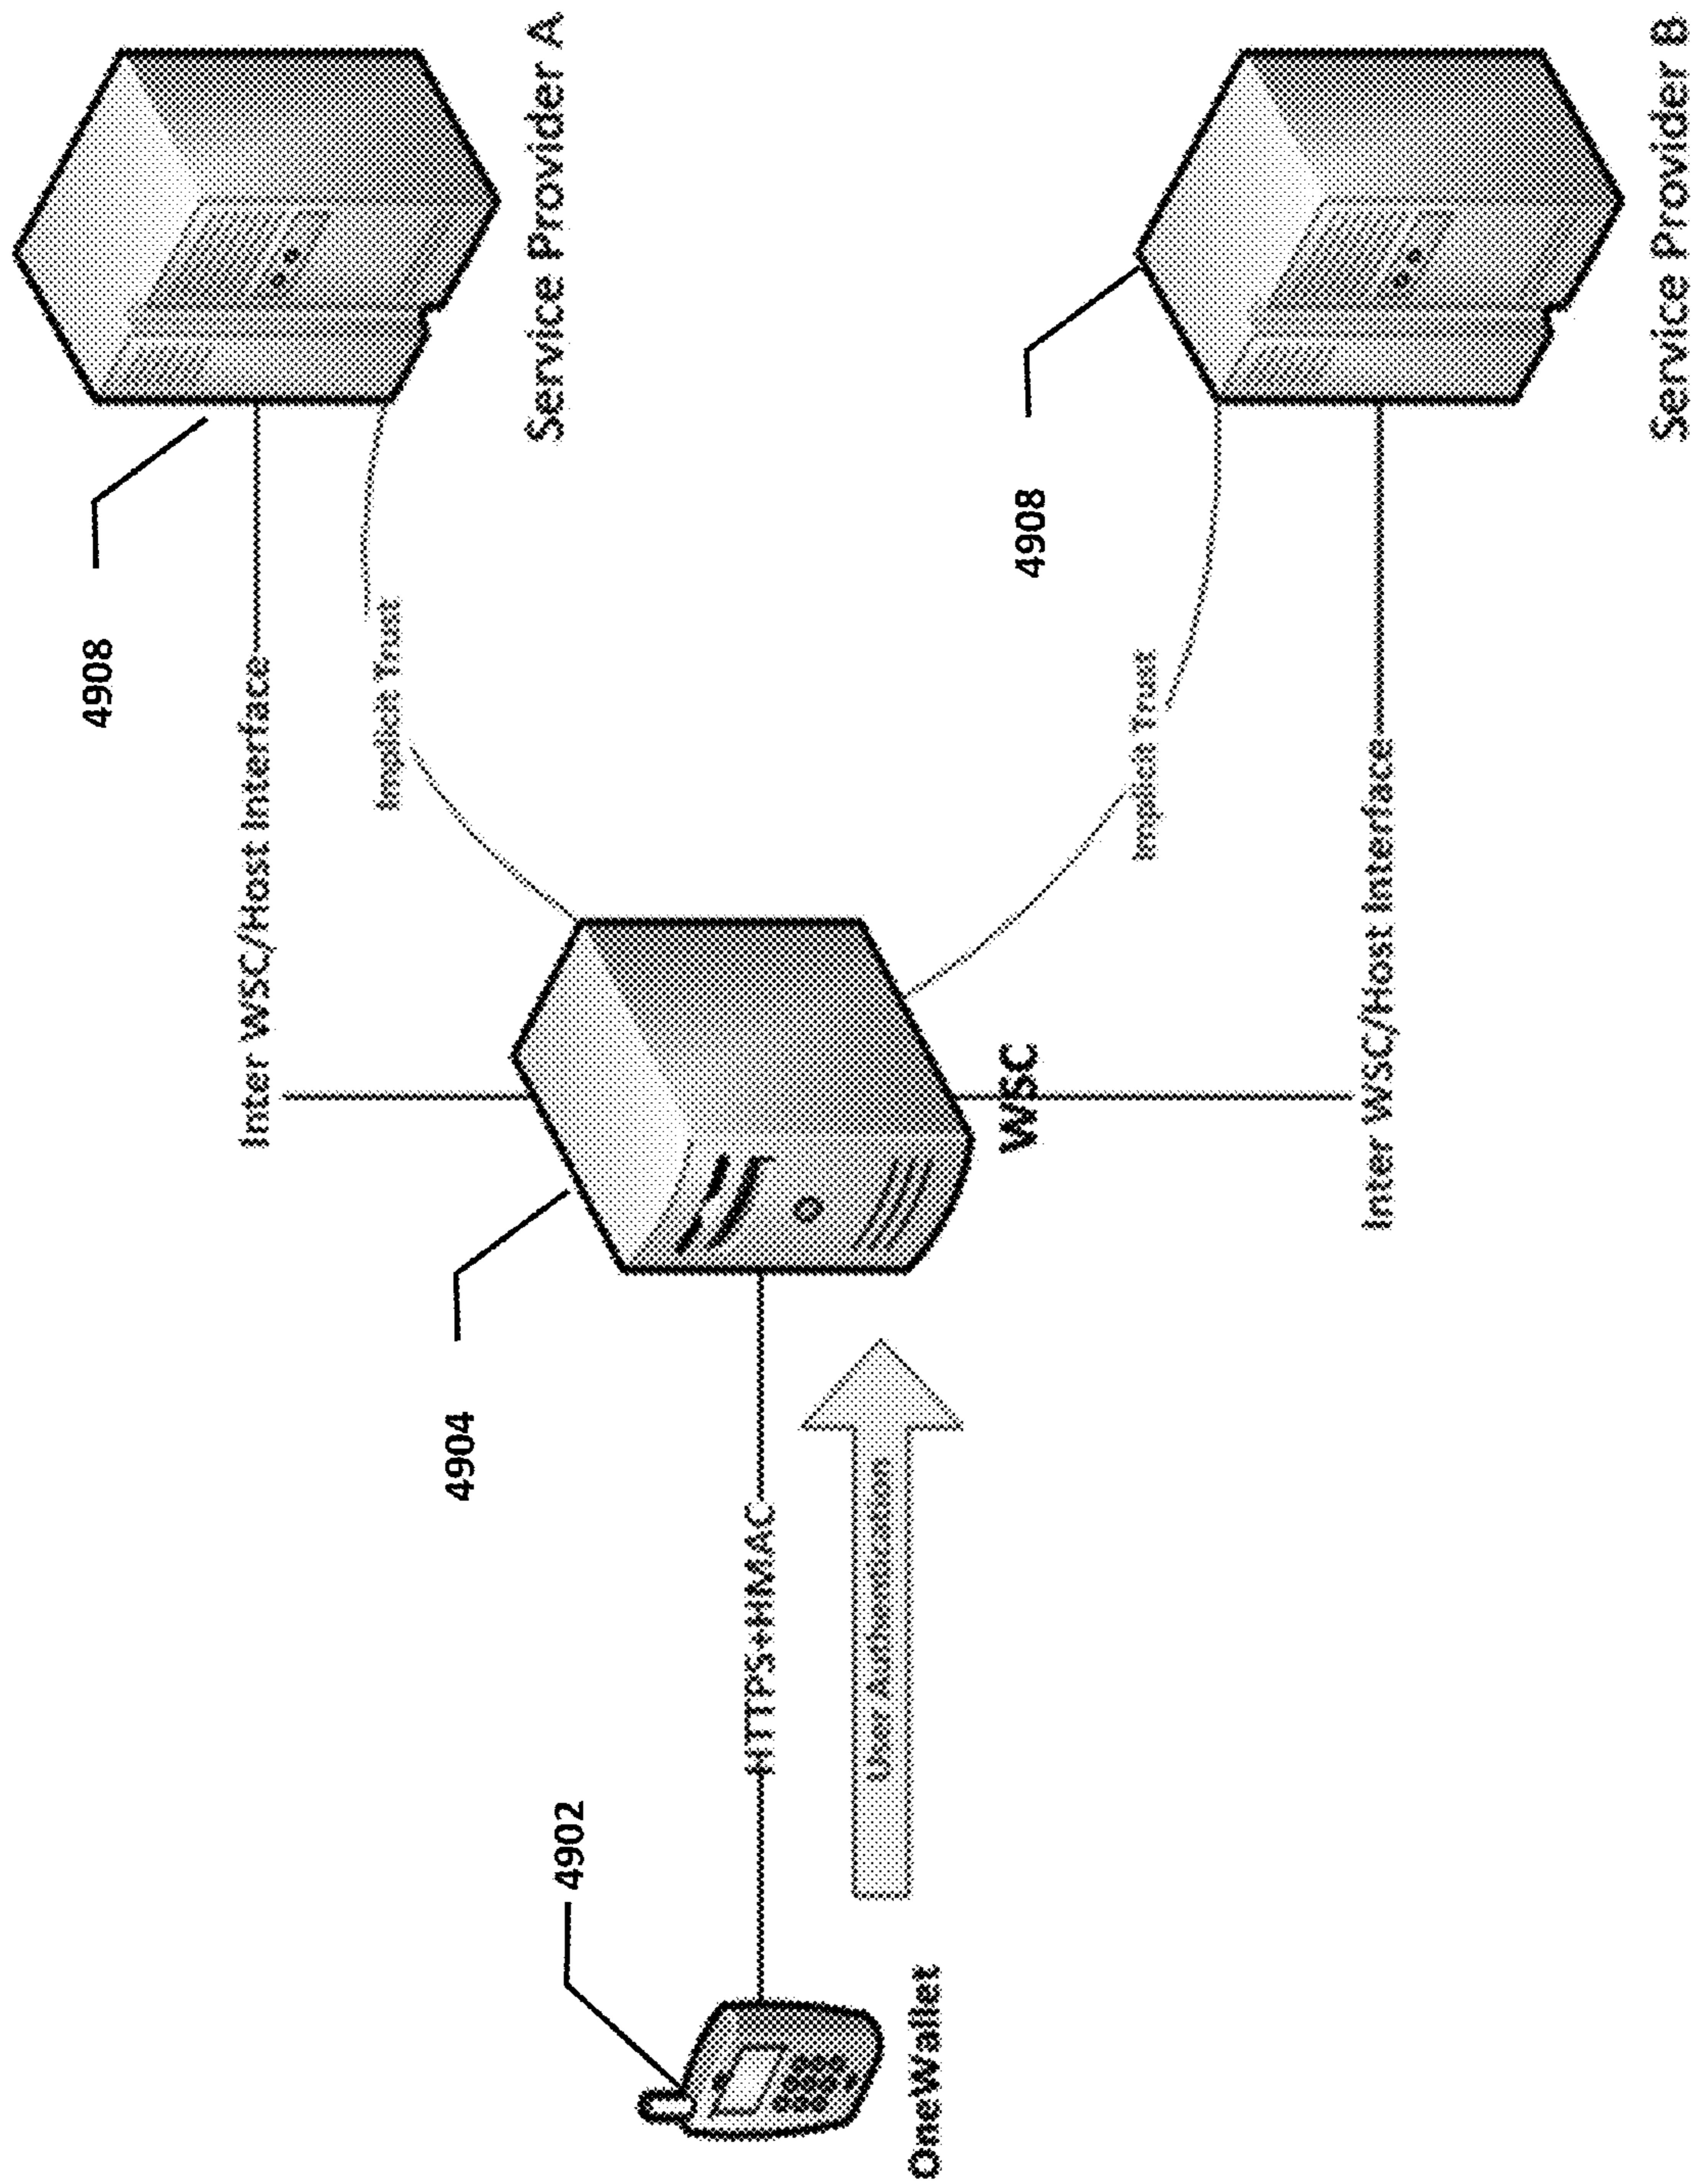 4908
Inter WSC/Host Interface
Implicit Trust
Service Provider A
4904
WSC
4902
HTTPS+HMAC
User Authentication
OneWallet
4908
Implicit Trust
Inter WSC/Host Interface
Service Provider B